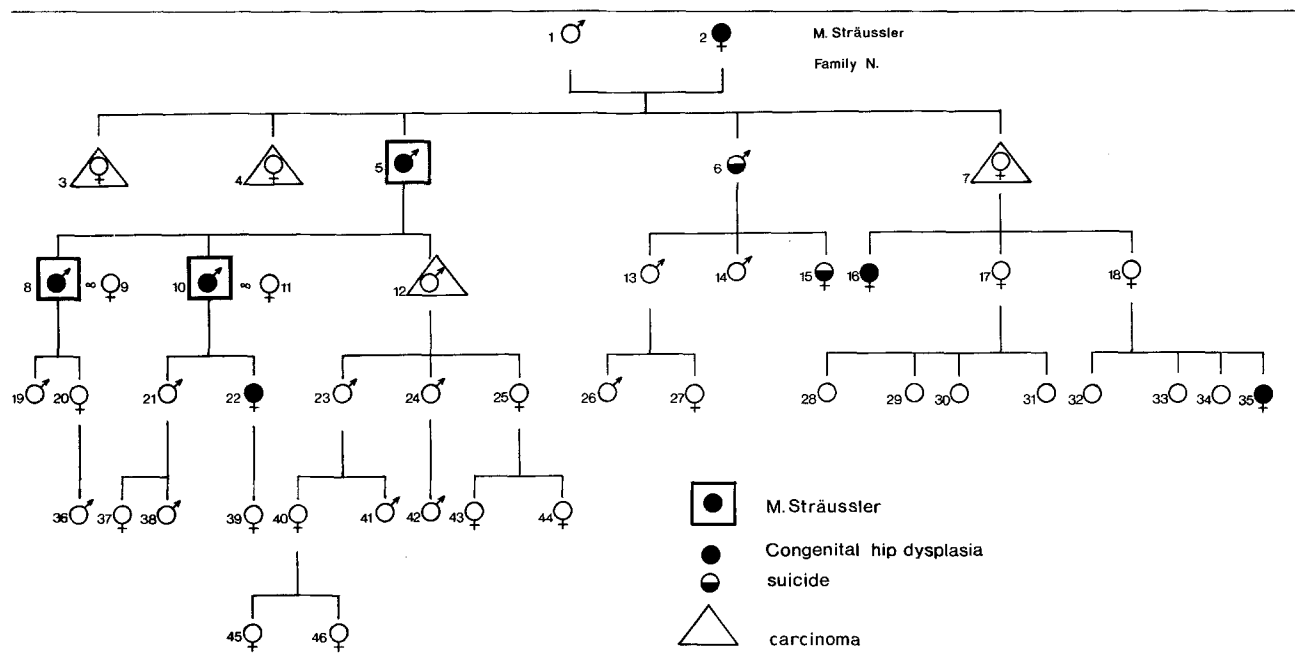 1 2 M. Sträussler
Family N.
3 4 5 6 7
8 ∞ 9 10 ∞ 11 12 13 14 15 16 17 18
19 20 21 22 23 24 25 26 27 28 29 30 31 32 33 34 35
36 37 38 39 40 41 42 43 44
M. Sträussler
Congenital hip dysplasia
suicide
45 46
carcinoma